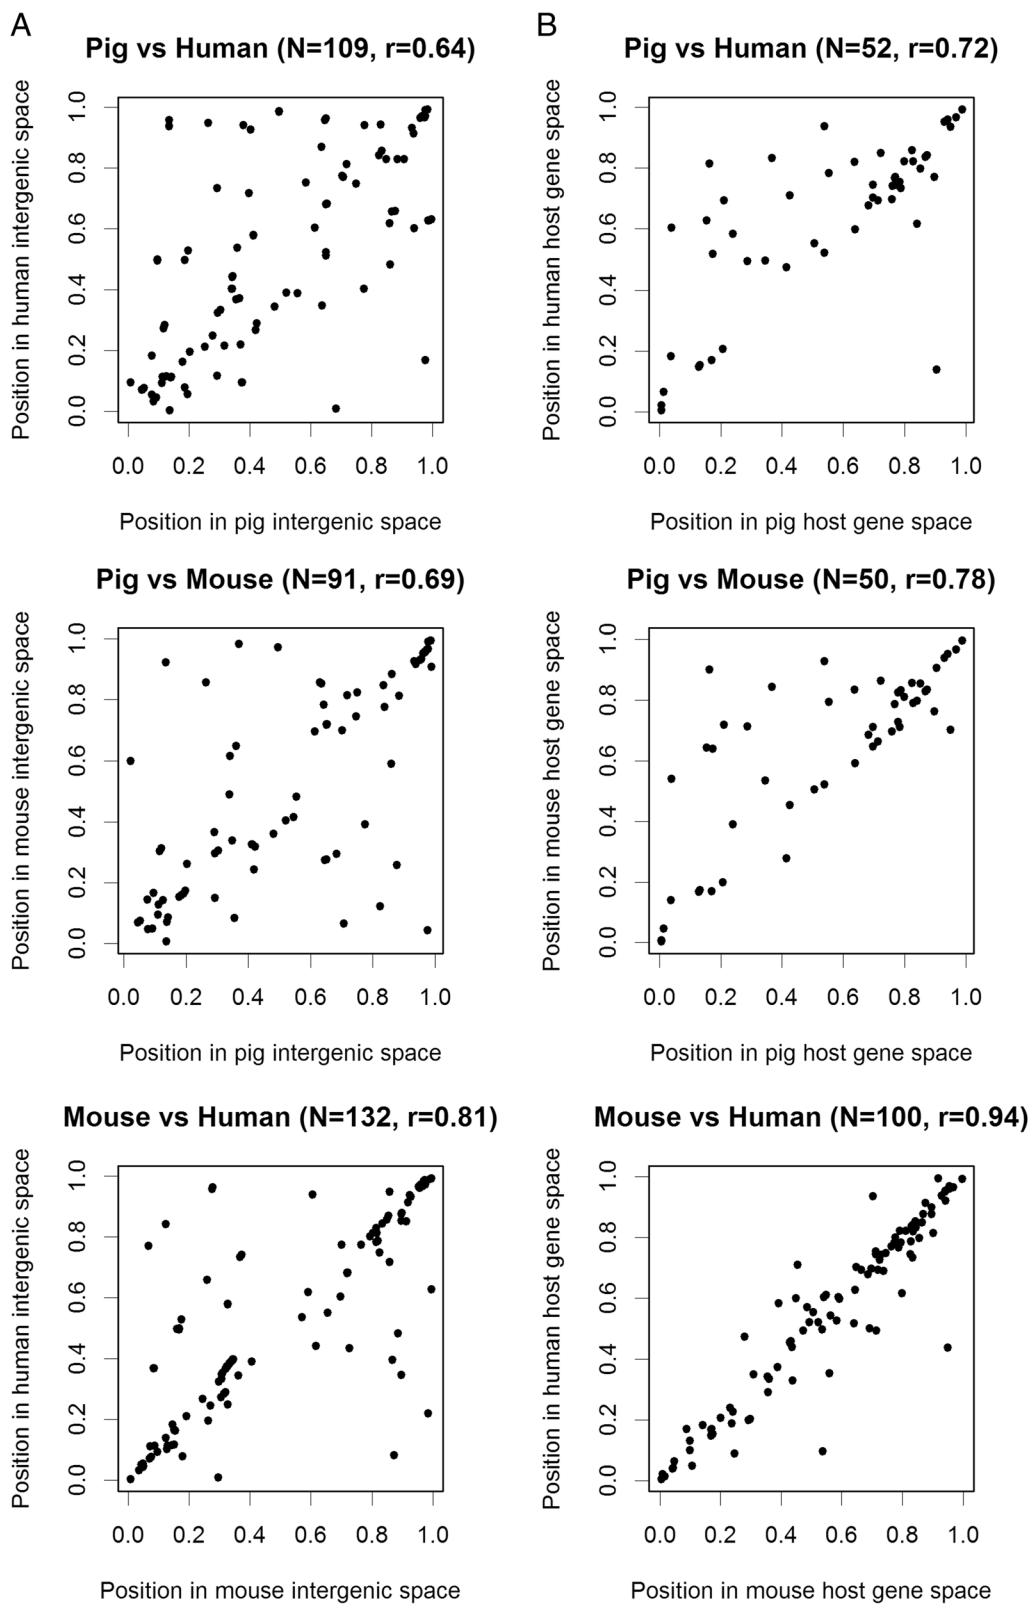 A
B
Pig vs Human (N=109, r=0.64)
Position in human intergenic space
0.0 0.2 0.4 0.6 0.8 1.0
0.0 0.2 0.4 0.6 0.8 1.0
Position in pig intergenic space
Pig vs Human (N=52, r=0.72)
Position in human host gene space
0.0 0.2 0.4 0.6 0.8 1.0
0.0 0.2 0.4 0.6 0.8 1.0
Position in pig host gene space
Pig vs Mouse (N=91, r=0.69)
Position in mouse intergenic space
0.0 0.2 0.4 0.6 0.8 1.0
0.0 0.2 0.4 0.6 0.8 1.0
Position in pig intergenic space
Pig vs Mouse (N=50, r=0.78)
Position in mouse host gene space
0.0 0.2 0.4 0.6 0.8 1.0
0.0 0.2 0.4 0.6 0.8 1.0
Position in pig host gene space
Mouse vs Human (N=132, r=0.81)
Position in human intergenic space
0.0 0.2 0.4 0.6 0.8 1.0
0.0 0.2 0.4 0.6 0.8 1.0
Position in mouse intergenic space
Mouse vs Human (N=100, r=0.94)
Position in human host gene space
0.0 0.2 0.4 0.6 0.8 1.0
0.0 0.2 0.4 0.6 0.8 1.0
Position in mouse host gene space